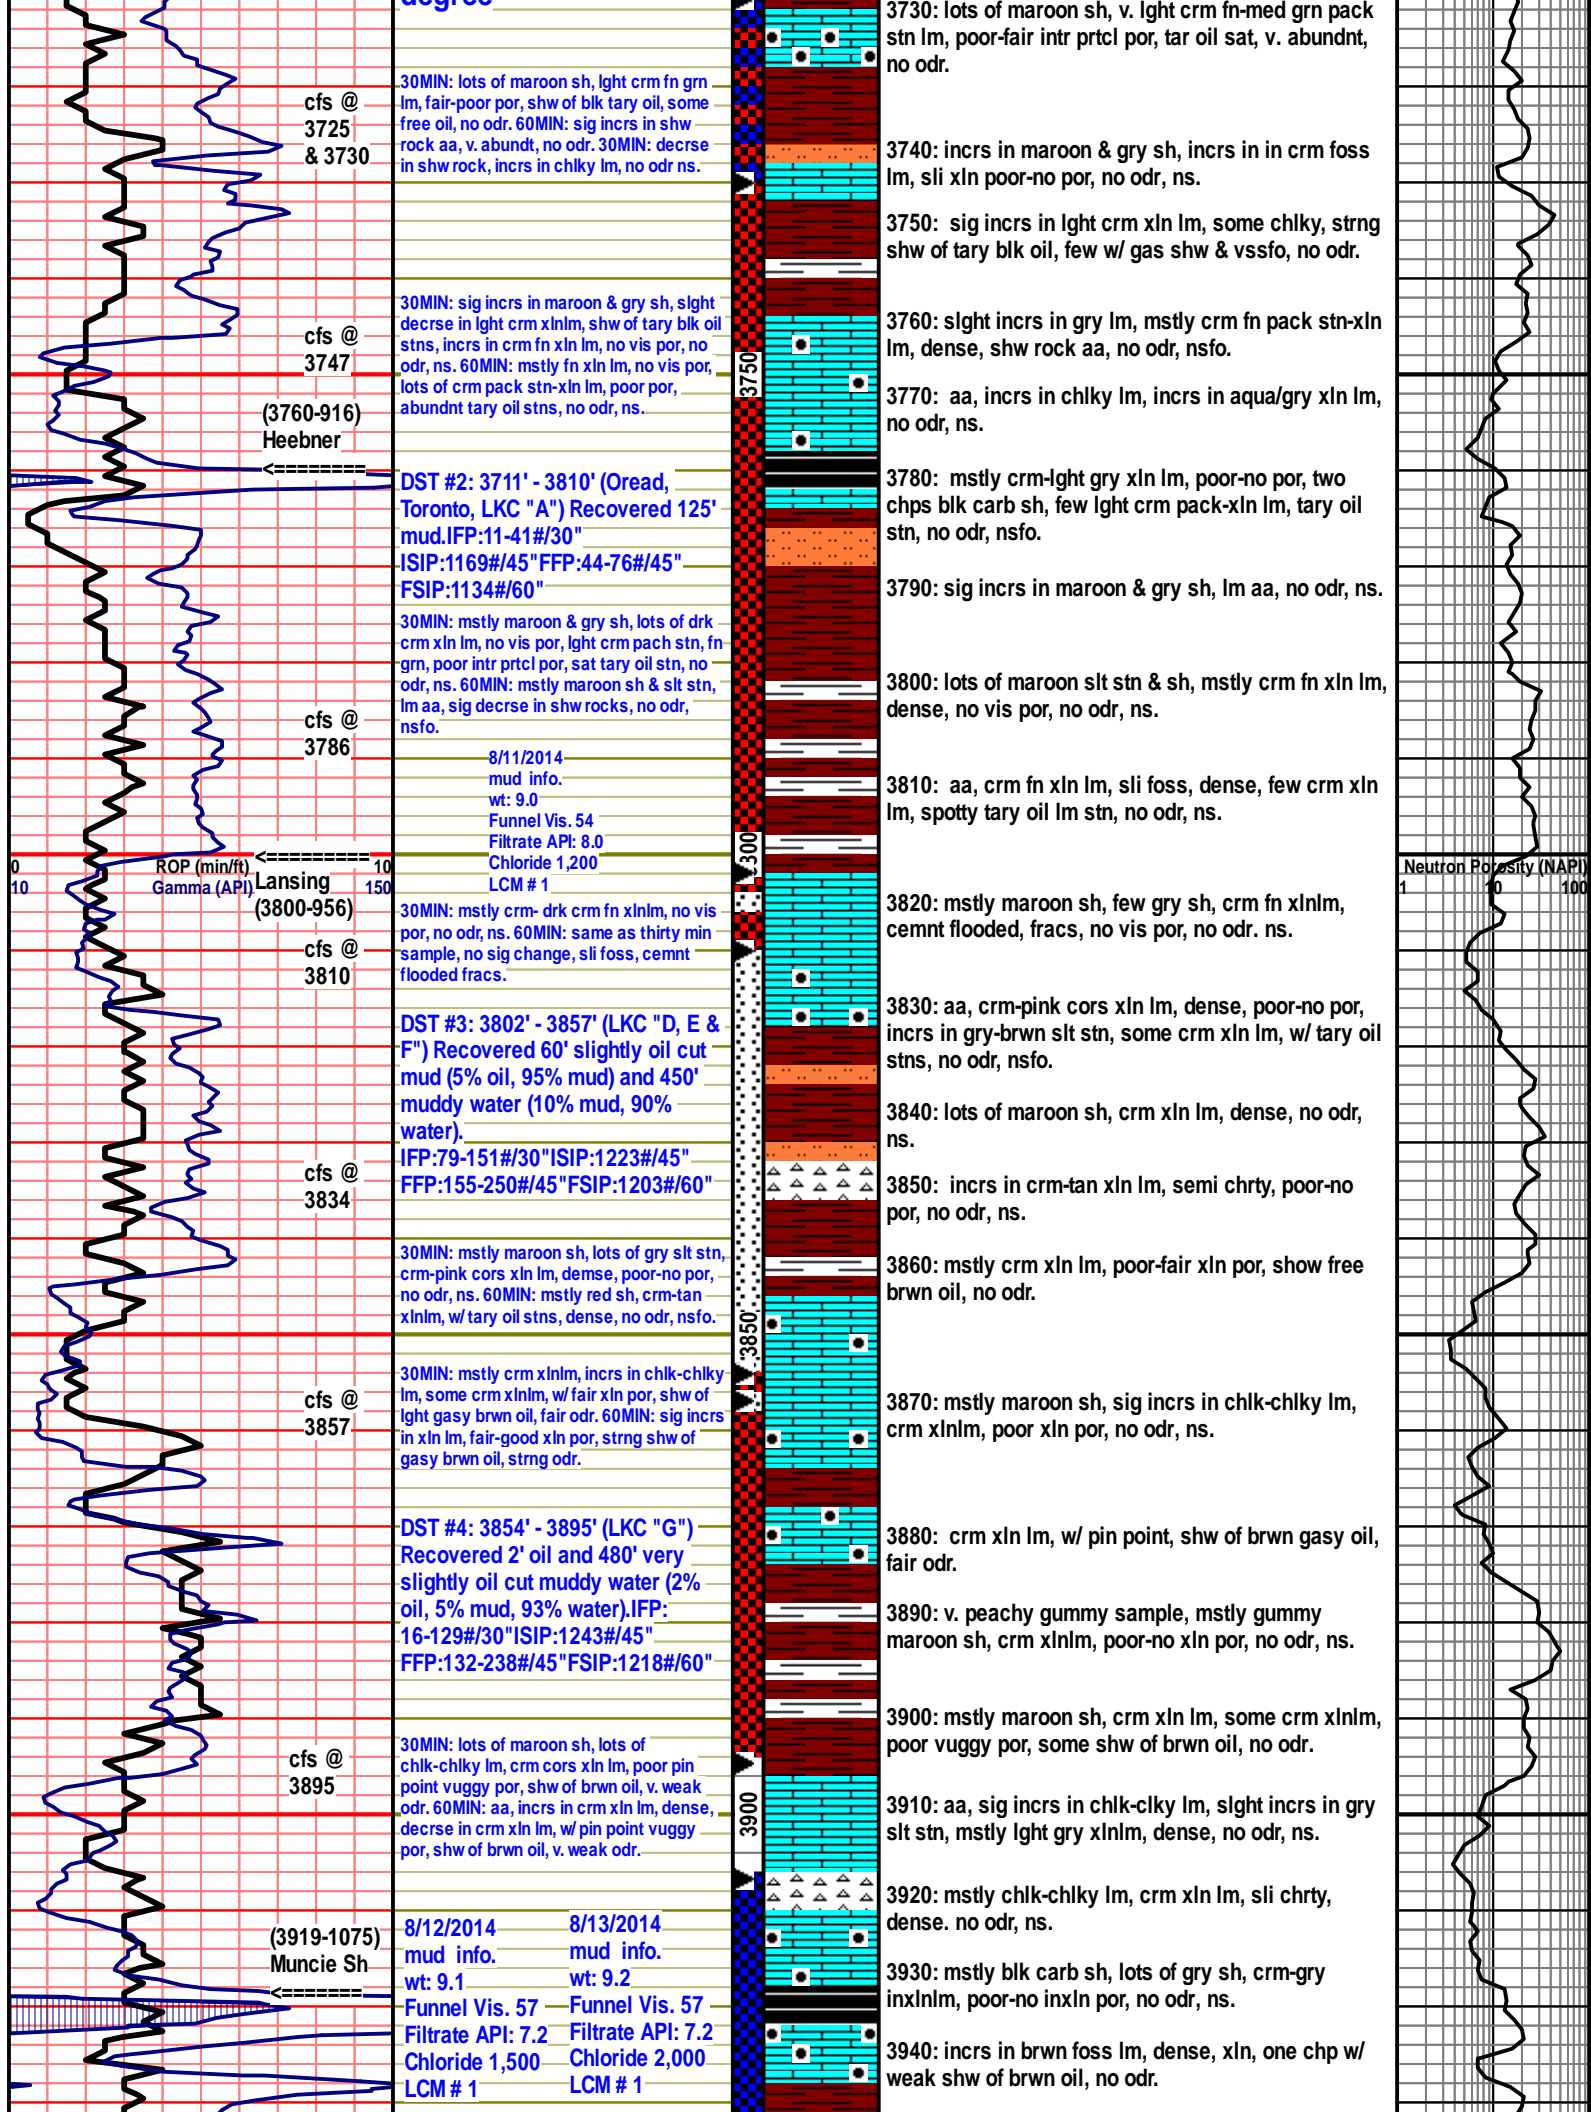 degree
cfs @
3725
& 3730
30MIN: lots of maroon sh, lght crm fn grn
lm, fair-poor por, shw of blk tary oil, some
free oil, no odr. 60MIN: sig incrs in shw
rock aa, v. abundt, no odr. 30MIN: decrse
in shw rock, incrs in chlky lm, no odr ns.
cfs @
3747
30MIN: sig incrs in maroon & gry sh, slght
decrse in lght crm xlnlm, shw of tary blk oil
stns, incrs in crm fn xln lm, no vis por, no
odr, ns. 60MIN: mstly fn xln lm, no vis por,
lots of crm pack stn-xln lm, poor por,
abundnt tary oil stns, no odr, ns.
(3760-916)
Heebner
<========
DST #2: 3711' - 3810' (Oread,
Toronto, LKC "A") Recovered 125'
mud.IFP:11-41#/30"
ISIP:1169#/45"FFP:44-76#/45"
FSIP:1134#/60"
30MIN: mstly maroon & gry sh, lots of drk
crm xln lm, no vis por, lght crm pach stn, fn
grn, poor intr prtcl por, sat tary oil stn, no
odr, ns. 60MIN: mstly maroon sh & slt stn,
lm aa, sig decrse in shw rocks, no odr,
nsfo.
cfs @
3786
8/11/2014
mud info.
wt: 9.0
Funnel Vis. 54
Filtrate API: 8.0
Chloride 1,200
LCM # 1
0 ROP (min/ft) 10
10 Gamma (API) 150
<=========
Lansing
(3800-956)
cfs @
3810
30MIN: mstly crm- drk crm fn xlnlm, no vis
por, no odr, ns. 60MIN: same as thirty min
sample, no sig change, sli foss, cemnt
flooded fracs.
DST #3: 3802' - 3857' (LKC "D, E &
F") Recovered 60' slightly oil cut
mud (5% oil, 95% mud) and 450'
muddy water (10% mud, 90%
water).
IFP:79-151#/30"ISIP:1223#/45"
FFP:155-250#/45"FSIP:1203#/60"
cfs @
3834
30MIN: mstly maroon sh, lots of gry slt stn,
crm-pink cors xln lm, demse, poor-no por,
no odr, ns. 60MIN: mstly red sh, crm-tan
xlnlm, w/ tary oil stns, dense, no odr, nsfo.
cfs @
3857
30MIN: mstly crm xlnlm, incrs in chlk-chlky
lm, some crm xlnlm, w/ fair xln por, shw of
lght gasy brwn oil, fair odr. 60MIN: sig incrs
in xln lm, fair-good xln por, strng shw of
gasy brwn oil, strng odr.
DST #4: 3854' - 3895' (LKC "G")
Recovered 2' oil and 480' very
slightly oil cut muddy water (2%
oil, 5% mud, 93% water).IFP:
16-129#/30"ISIP:1243#/45"
FFP:132-238#/45"FSIP:1218#/60"
cfs @
3895
30MIN: lots of maroon sh, lots of
chlk-chlky lm, crm cors xln lm, poor pin
point vuggy por, shw of brwn oil, v. weak
odr. 60MIN: aa, incrs in crm xln lm, dense,
decrse in crm xln lm, w/ pin point vuggy
por, shw of brwn oil, v. weak odr.
(3919-1075)
Muncie Sh
<=======
8/12/2014
mud info.
wt: 9.1
Funnel Vis. 57
Filtrate API: 7.2
Chloride 1,500
LCM # 1
8/13/2014
mud info.
wt: 9.2
Funnel Vis. 57
Filtrate API: 7.2
Chloride 2,000
LCM # 1
3750
3850
3900
3730: lots of maroon sh, v. lght crm fn-med grn pack
stn lm, poor-fair intr prtcl por, tar oil sat, v. abundnt,
no odr.
3740: incrs in maroon & gry sh, incrs in in crm foss
lm, sli xln poor-no por, no odr, ns.
3750: sig incrs in lght crm xln lm, some chlky, strng
shw of tary blk oil, few w/ gas shw & vssfo, no odr.
3760: slght incrs in gry lm, mstly crm fn pack stn-xln
lm, dense, shw rock aa, no odr, nsfo.
3770: aa, incrs in chlky lm, incrs in aqua/gry xln lm,
no odr, ns.
3780: mstly crm-lght gry xln lm, poor-no por, two
chps blk carb sh, few lght crm pack-xln lm, tary oil
stn, no odr, nsfo.
3790: sig incrs in maroon & gry sh, lm aa, no odr, ns.
3800: lots of maroon slt stn & sh, mstly crm fn xln lm,
dense, no vis por, no odr, ns.
3810: aa, crm fn xln lm, sli foss, dense, few crm xln
lm, spotty tary oil lm stn, no odr, ns.
3820: mstly maroon sh, few gry sh, crm fn xlnlm,
cemnt flooded, fracs, no vis por, no odr. ns.
3830: aa, crm-pink cors xln lm, dense, poor-no por,
incrs in gry-brwn slt stn, some crm xln lm, w/ tary oil
stns, no odr, nsfo.
3840: lots of maroon sh, crm xln lm, dense, no odr,
ns.
3850: incrs in crm-tan xln lm, semi chrty, poor-no
por, no odr, ns.
3860: mstly crm xln lm, poor-fair xln por, show free
brwn oil, no odr.
3870: mstly maroon sh, sig incrs in chlk-chlky lm,
crm xlnlm, poor xln por, no odr, ns.
3880: crm xln lm, w/ pin point, shw of brwn gasy oil,
fair odr.
3890: v. peachy gummy sample, mstly gummy
maroon sh, crm xlnlm, poor-no xln por, no odr, ns.
3900: mstly maroon sh, crm xln lm, some crm xlnlm,
poor vuggy por, some shw of brwn oil, no odr.
3910: aa, sig incrs in chlk-clky lm, slght incrs in gry
slt stn, mstly lght gry xlnlm, dense, no odr, ns.
3920: mstly chlk-chlky lm, crm xln lm, sli chrty,
dense. no odr, ns.
3930: mstly blk carb sh, lots of gry sh, crm-gry
inxlnlm, poor-no inxln por, no odr, ns.
3940: incrs in brwn foss lm, dense, xln, one chp w/
weak shw of brwn oil, no odr.
Neutron Porosity (NAPI)
1 10 100